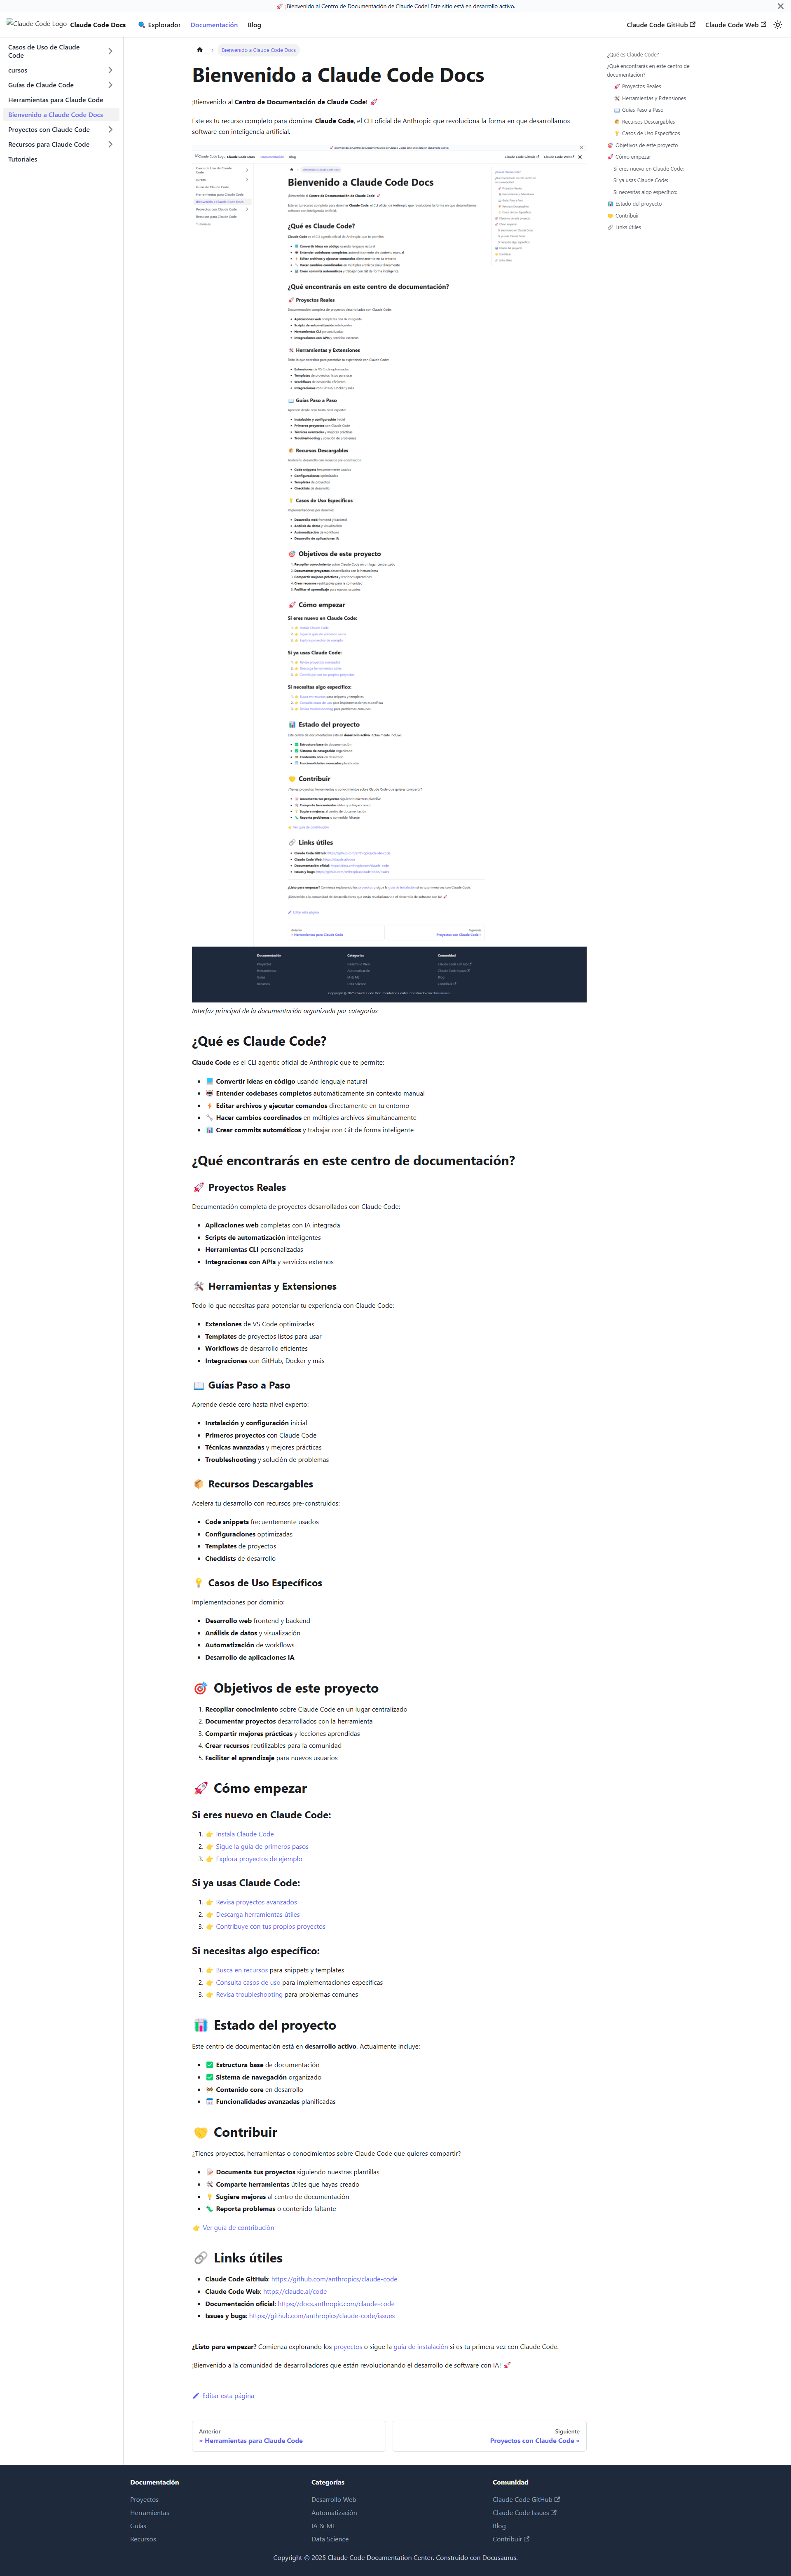 🚀 ¡Bienvenido al Centro de Documentación de Claude Code! Este sitio está en desarrollo activo.
Claude Code Logo Claude Code Docs 🔍 Explorador Documentación Blog Claude Code GitHub Claude Code Web
Casos de Uso de Claude
Code
cursos
Guías de Claude Code
Herramientas para Claude Code
Bienvenido a Claude Code Docs
Proyectos con Claude Code
Recursos para Claude Code
Tutoriales
Bienvenido a Claude Code Docs
Bienvenido a Claude Code Docs
¡Bienvenido al Centro de Documentación de Claude Code! 🚀
Este es tu recurso completo para dominar Claude Code, el CLI oficial de Anthropic que revoluciona la forma en que desarrollamos
software con inteligencia artificial.
Interfaz principal de la documentación organizada por categorías
¿Qué es Claude Code?
Claude Code es el CLI agentic oficial de Anthropic que te permite:
Convertir ideas en código usando lenguaje natural
Entender codebases completos automáticamente sin contexto manual
Editar archivos y ejecutar comandos directamente en tu entorno
Hacer cambios coordinados en múltiples archivos simultáneamente
Crear commits automáticos y trabajar con Git de forma inteligente
¿Qué encontrarás en este centro de documentación?
🚀 Proyectos Reales
Documentación completa de proyectos desarrollados con Claude Code:
Aplicaciones web completas con IA integrada
Scripts de automatización inteligentes
Herramientas CLI personalizadas
Integraciones con APIs y servicios externos
🛠️ Herramientas y Extensiones
Todo lo que necesitas para potenciar tu experiencia con Claude Code:
Extensiones de VS Code optimizadas
Templates de proyectos listos para usar
Workflows de desarrollo eficientes
Integraciones con GitHub, Docker y más
📖 Guías Paso a Paso
Aprende desde cero hasta nivel experto:
Instalación y configuración inicial
Primeros proyectos con Claude Code
Técnicas avanzadas y mejores prácticas
Troubleshooting y solución de problemas
📦 Recursos Descargables
Acelera tu desarrollo con recursos pre-construidos:
Code snippets frecuentemente usados
Configuraciones optimizadas
Templates de proyectos
Checklists de desarrollo
💡 Casos de Uso Específicos
Implementaciones por dominio:
Desarrollo web frontend y backend
Análisis de datos y visualización
Automatización de workflows
Desarrollo de aplicaciones IA
🎯 Objetivos de este proyecto
1. Recopilar conocimiento sobre Claude Code en un lugar centralizado
2. Documentar proyectos desarrollados con la herramienta
3. Compartir mejores prácticas y lecciones aprendidas
4. Crear recursos reutilizables para la comunidad
5. Facilitar el aprendizaje para nuevos usuarios
🚀 Cómo empezar
Si eres nuevo en Claude Code:
1. 👉 Instala Claude Code
2. 👉 Sigue la guía de primeros pasos
3. 👉 Explora proyectos de ejemplo
Si ya usas Claude Code:
1. 👉 Revisa proyectos avanzados
2. 👉 Descarga herramientas útiles
3. 👉 Contribuye con tus propios proyectos
Si necesitas algo específico:
1. 👉 Busca en recursos para snippets y templates
2. 👉 Consulta casos de uso para implementaciones específicas
3. 👉 Revisa troubleshooting para problemas comunes
📊 Estado del proyecto
Este centro de documentación está en desarrollo activo. Actualmente incluye:
✅ Estructura base de documentación
✅ Sistema de navegación organizado
🚧 Contenido core en desarrollo
Funcionalidades avanzadas planificadas
🤝 Contribuir
¿Tienes proyectos, herramientas o conocimientos sobre Claude Code que quieres compartir?
📝 Documenta tus proyectos siguiendo nuestras plantillas
🛠️ Comparte herramientas útiles que hayas creado
💡 Sugiere mejoras al centro de documentación
🐛 Reporta problemas o contenido faltante
👉 Ver guía de contribución
🔗 Links útiles
Claude Code GitHub: https://github.com/anthropics/claude-code
Claude Code Web: https://claude.ai/code
Documentación oficial: https://docs.anthropic.com/claude-code
Issues y bugs: https://github.com/anthropics/claude-code/issues
¿Listo para empezar? Comienza explorando los proyectos o sigue la guía de instalación si es tu primera vez con Claude Code.
¡Bienvenido a la comunidad de desarrolladores que están revolucionando el desarrollo de software con IA! 🚀
Editar esta página
Anterior
« Herramientas para Claude Code
Siguiente
Proyectos con Claude Code »
¿Qué es Claude Code?
¿Qué encontrarás en este centro de
documentación?
🚀 Proyectos Reales
🛠️ Herramientas y Extensiones
📖 Guías Paso a Paso
📦 Recursos Descargables
💡 Casos de Uso Específicos
🎯 Objetivos de este proyecto
🚀 Cómo empezar
Si eres nuevo en Claude Code:
Si ya usas Claude Code:
Si necesitas algo específico:
📊 Estado del proyecto
🤝 Contribuir
🔗 Links útiles
Documentación
Proyectos
Herramientas
Guías
Recursos
Categorías
Desarrollo Web
Automatización
IA & ML
Data Science
Comunidad
Claude Code GitHub
Claude Code Issues
Blog
Contribuir
Copyright © 2025 Claude Code Documentation Center. Construido con Docusaurus.